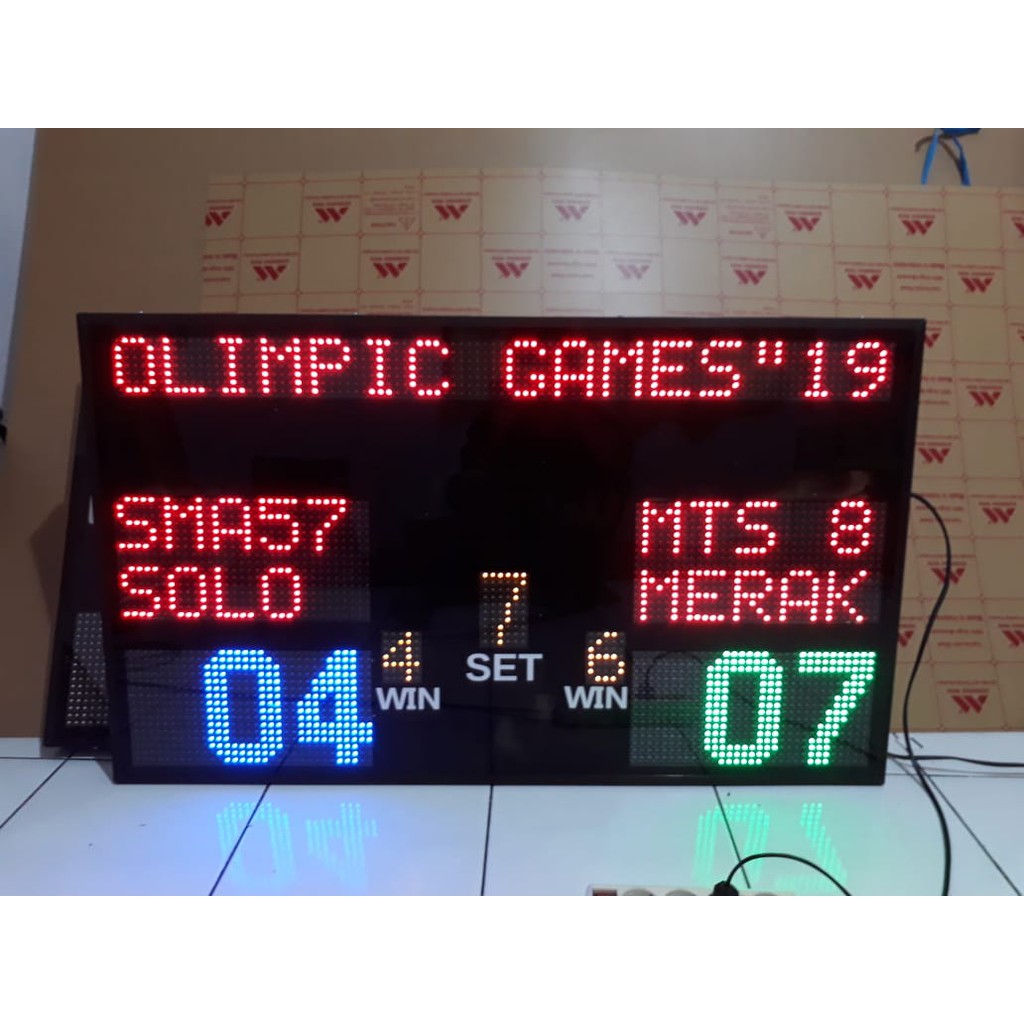 OLIMPIC GAMES"19
SMA57
SOLO
MTS 8
MERAK
7
SET
4
WIN
6
WIN
04
07